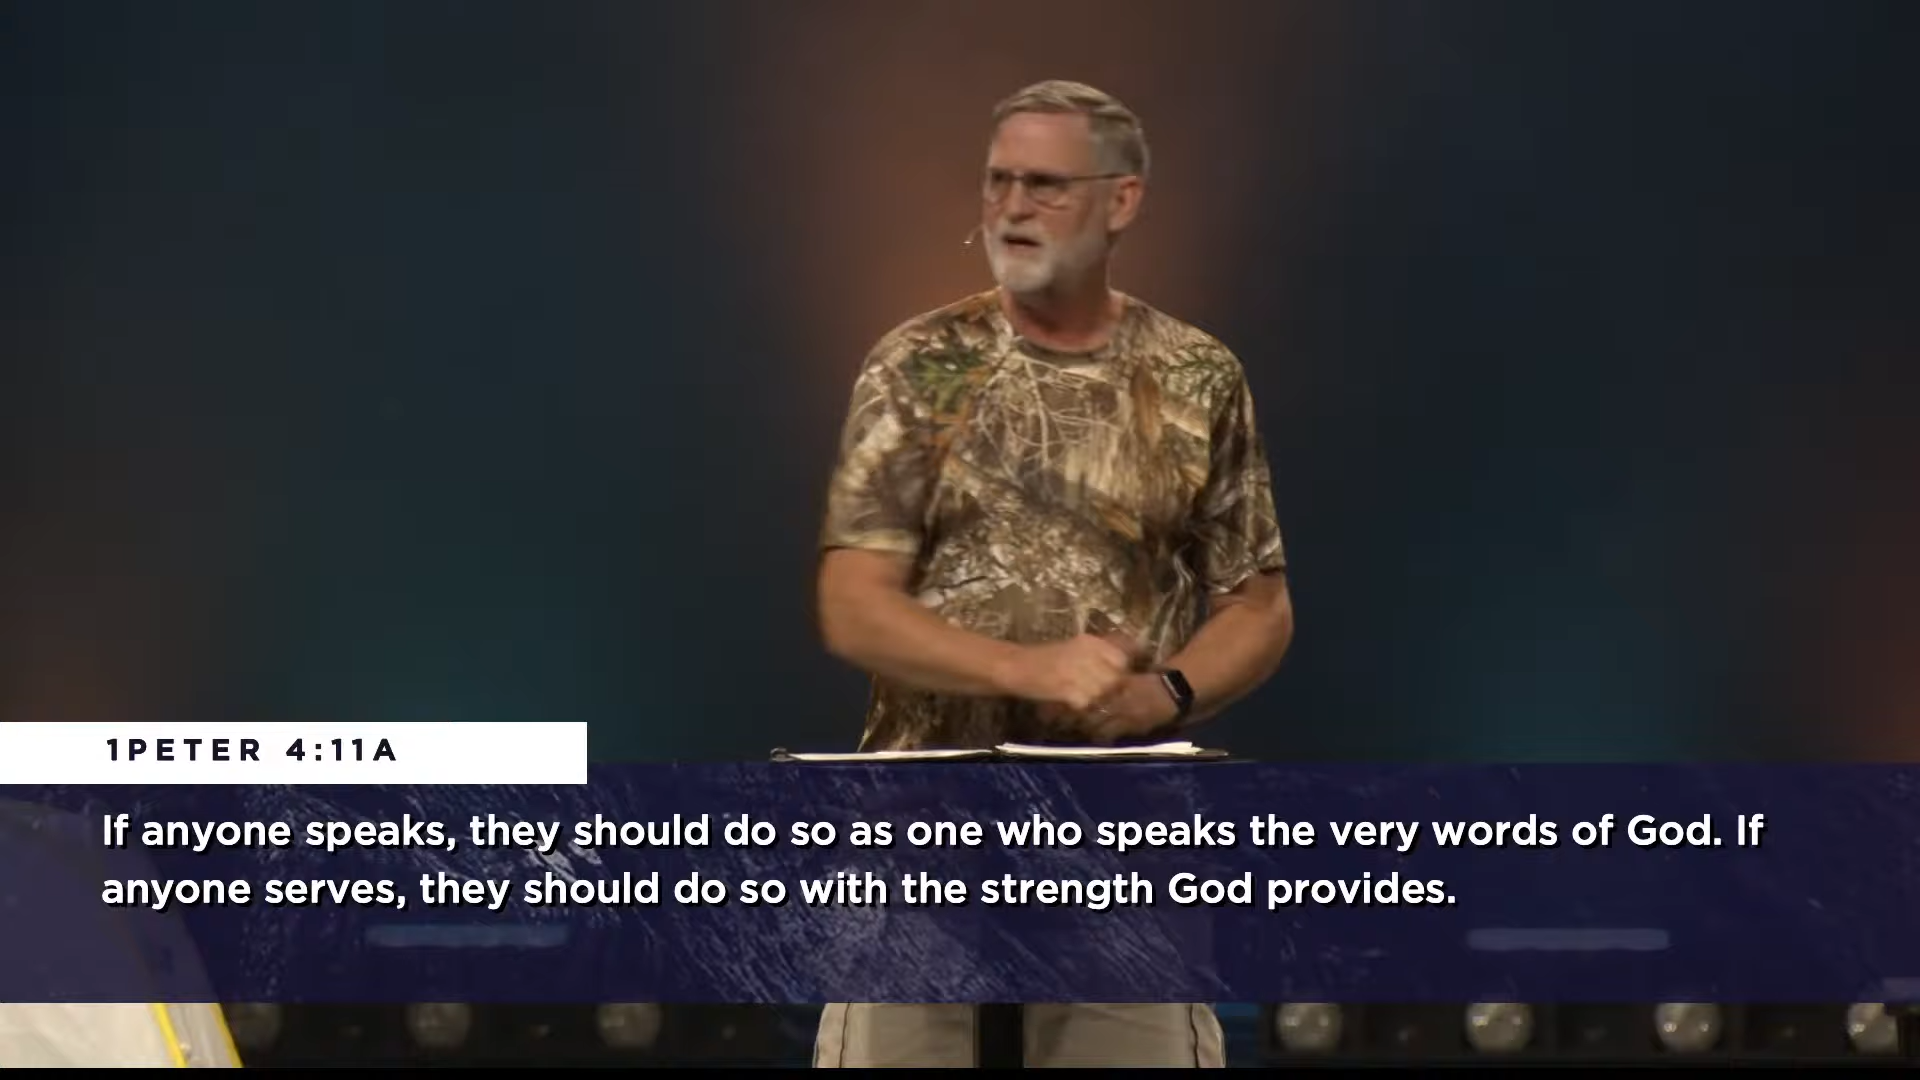 1PETER 4:11A
If anyone speaks, they should do so as one who speaks the very words of God. If
anyone serves, they should do so with the strength God provides.